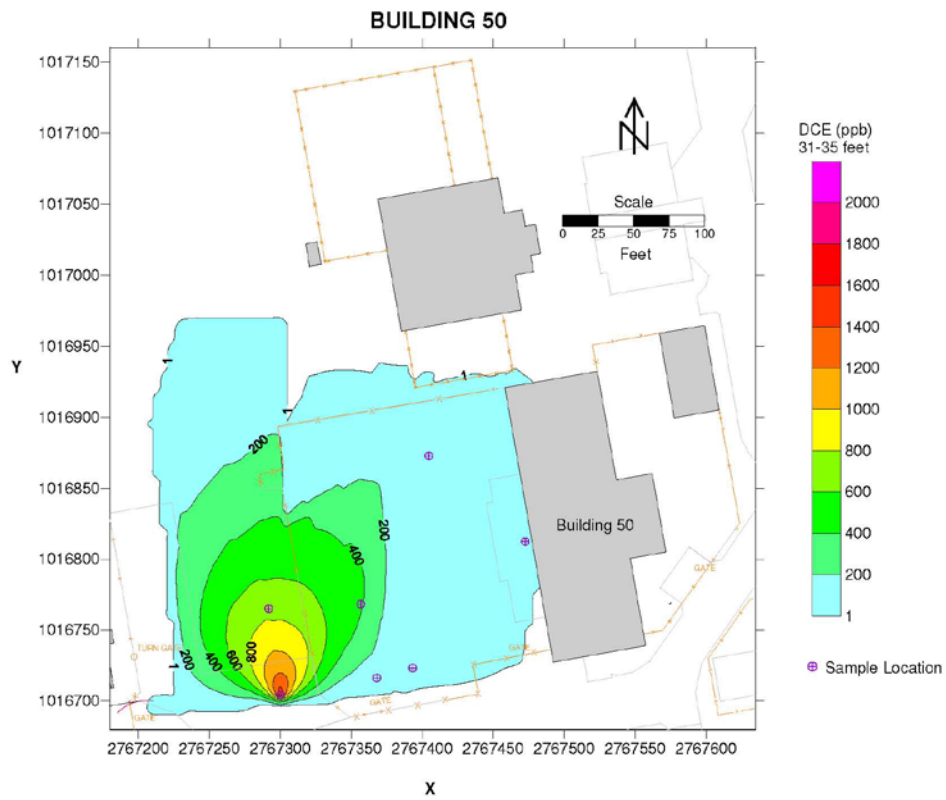 BUILDING 50
1017150
1017100
1017050
1017000
1016950
1016900
1016850
1016800
1016750
1016700
Y
N
Scale
0 25 50 75 100
Feet
DCE (ppb)
31-35 feet
2000
1800
1600
1400
1200
1000
800
600
400
200
1
Sample Location
1
1
1
200
200
400
Building 50
GATE
GATE
TURN GATE
1
200
400
600
800
GATE
GATE
2767200 2767250 2767300 2767350 2767400 2767450 2767500 2767550 2767600
X